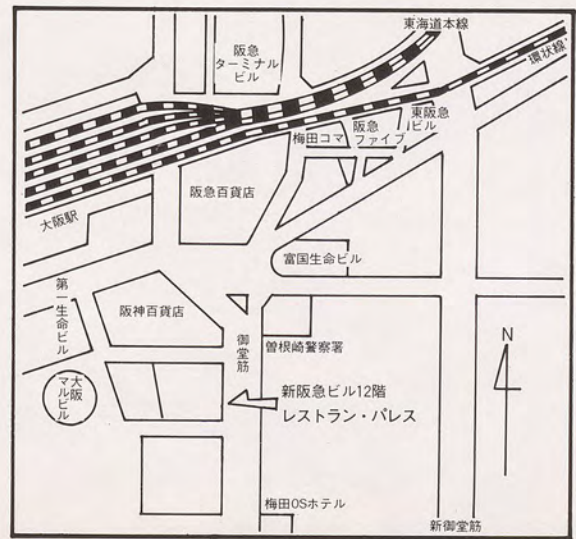 東海道本線
環状線
阪急
ターミナル
ビル
東阪急
ビル
阪急
ファイブ
梅田コマ
阪急百貨店
大阪駅
富国生命ビル
第一生命ビル
阪神百貨店
御堂筋
曽根崎警察署
N
大阪
マルビル
新阪急ビル12階
レストラン・パレス
梅田OSホテル
新御堂筋